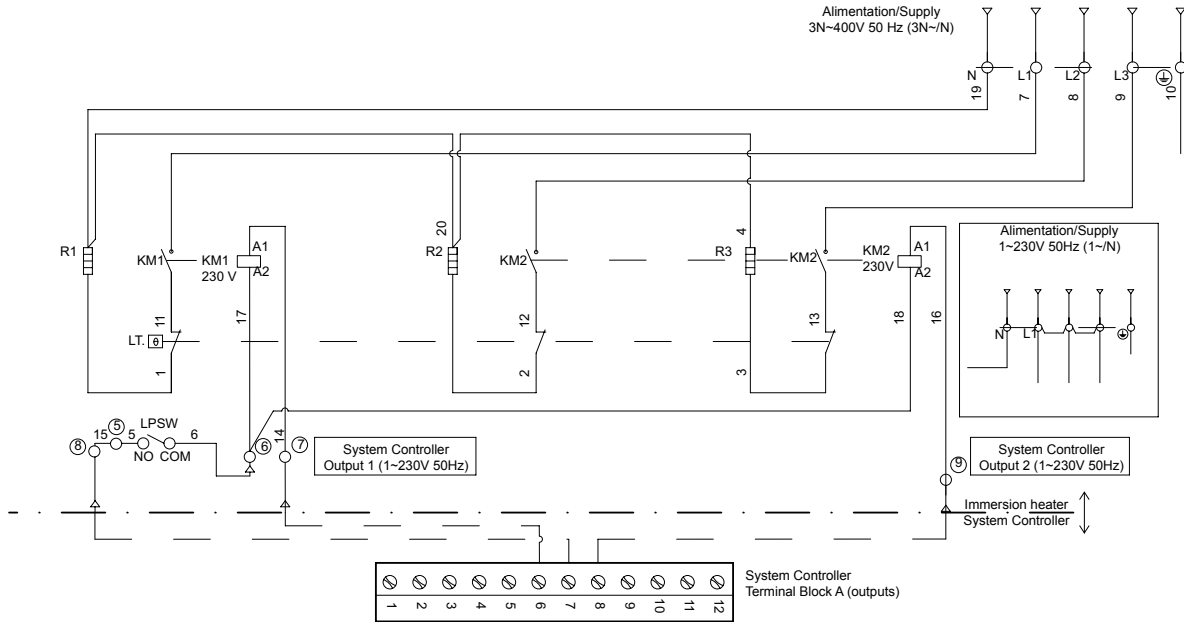 Alimentation/Supply
3N~400V 50 Hz (3N~/N)
N L1 L2 L3
19 7 8 9 10
20 4
R1 KM1 KM1 230 V A1 A2
R2 KM2
R3 KM2 KM2 230V A1 A2
Alimentation/Supply
1~230V 50Hz (1~/N)
N L1
11 17 12 13 18 16
LT. θ
1 2 3
LPSW
8 15 5 5 6 6 14 7
NO COM
System Controller
Output 1 (1~230V 50Hz)
9
System Controller
Output 2 (1~230V 50Hz)
Immersion heater
System Controller
System Controller
Terminal Block A (outputs)
1 2 3 4 5 6 7 8 9 10 11 12